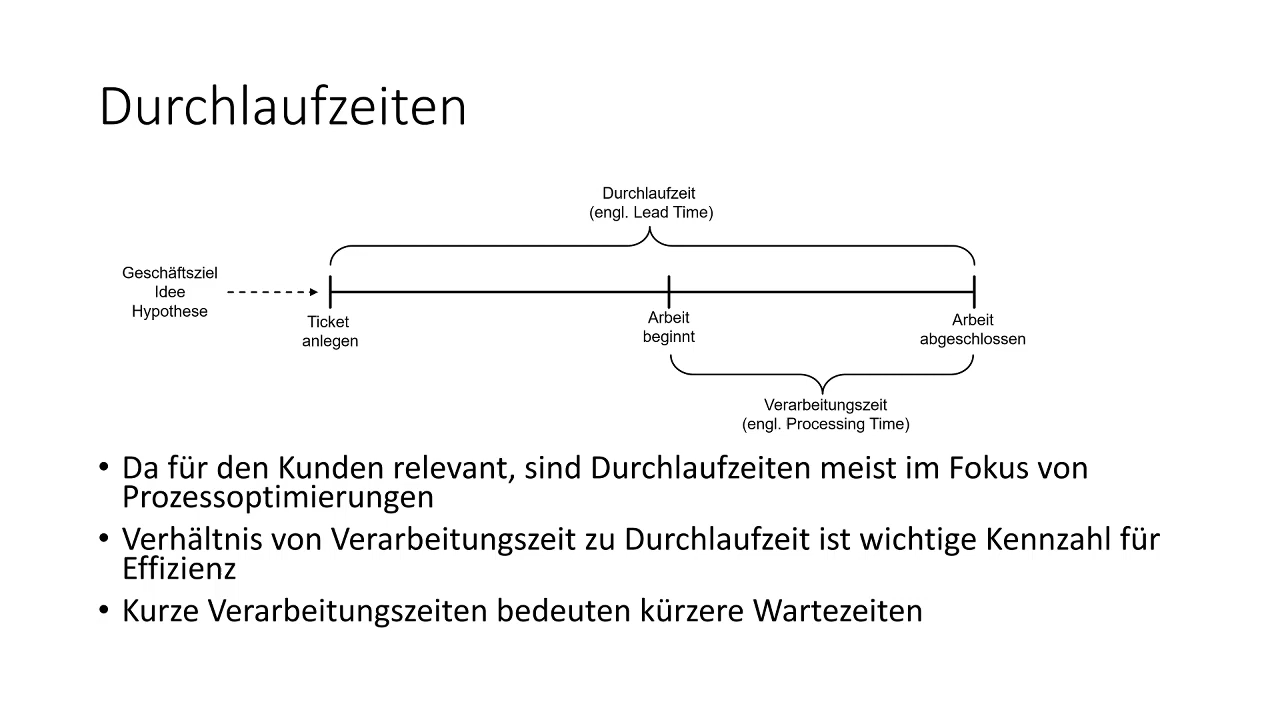 Durchlaufzeiten
Durchlaufzeit
(engl. Lead Time)
Geschäftsziel
Idee
Hypothese
Ticket
anlegen
Arbeit
beginnt
Arbeit
abgeschlossen
Verarbeitungszeit
(engl. Processing Time)
• Da für den Kunden relevant, sind Durchlaufzeiten meist im Fokus von
Prozessoptimierungen
• Verhältnis von Verarbeitungszeit zu Durchlaufzeit ist wichtige Kennzahl für
Effizienz
• Kurze Verarbeitungszeiten bedeuten kürzere Wartezeiten